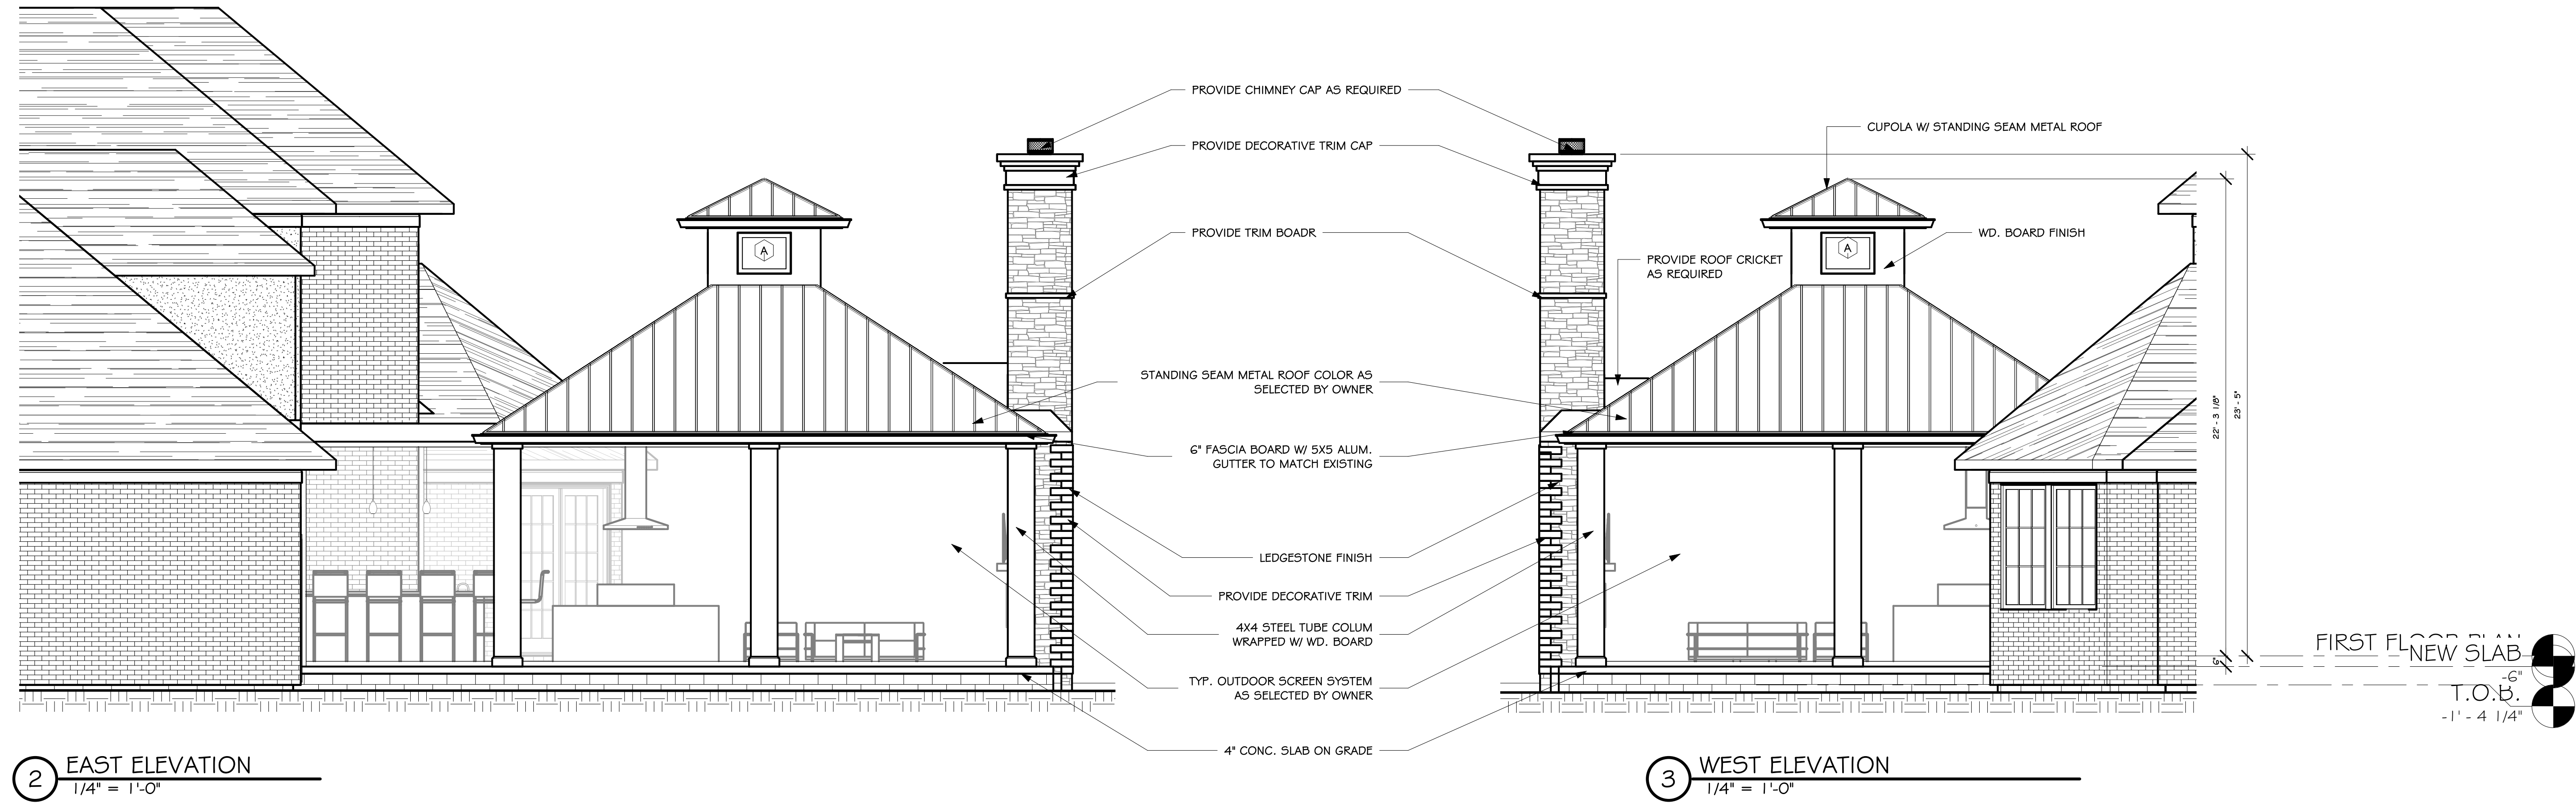 PROVIDE CHIMNEY CAP AS REQUIRED
PROVIDE DECORATIVE TRIM CAP
PROVIDE TRIM BOADR
STANDING SEAM METAL ROOF COLOR AS
SELECTED BY OWNER
6" FASCIA BOARD W/ 5X5 ALUM.
GUTTER TO MATCH EXISTING
LEDGESTONE FINISH
PROVIDE DECORATIVE TRIM
4X4 STEEL TUBE COLUM
WRAPPED W/ WD. BOARD
TYP. OUTDOOR SCREEN SYSTEM
AS SELECTED BY OWNER
4" CONC. SLAB ON GRADE
A
2
EAST ELEVATION
1/4" = 1'-0"
CUPOLA W/ STANDING SEAM METAL ROOF
A
WD. BOARD FINISH
PROVIDE ROOF CRICKET
AS REQUIRED
22' - 3 1/8"
23' - 5"
6"
FIRST FLOOR PLAN
NEW SLAB
-6"
T.O.B.
-1' - 4 1/4"
3
WEST ELEVATION
1/4" = 1'-0"